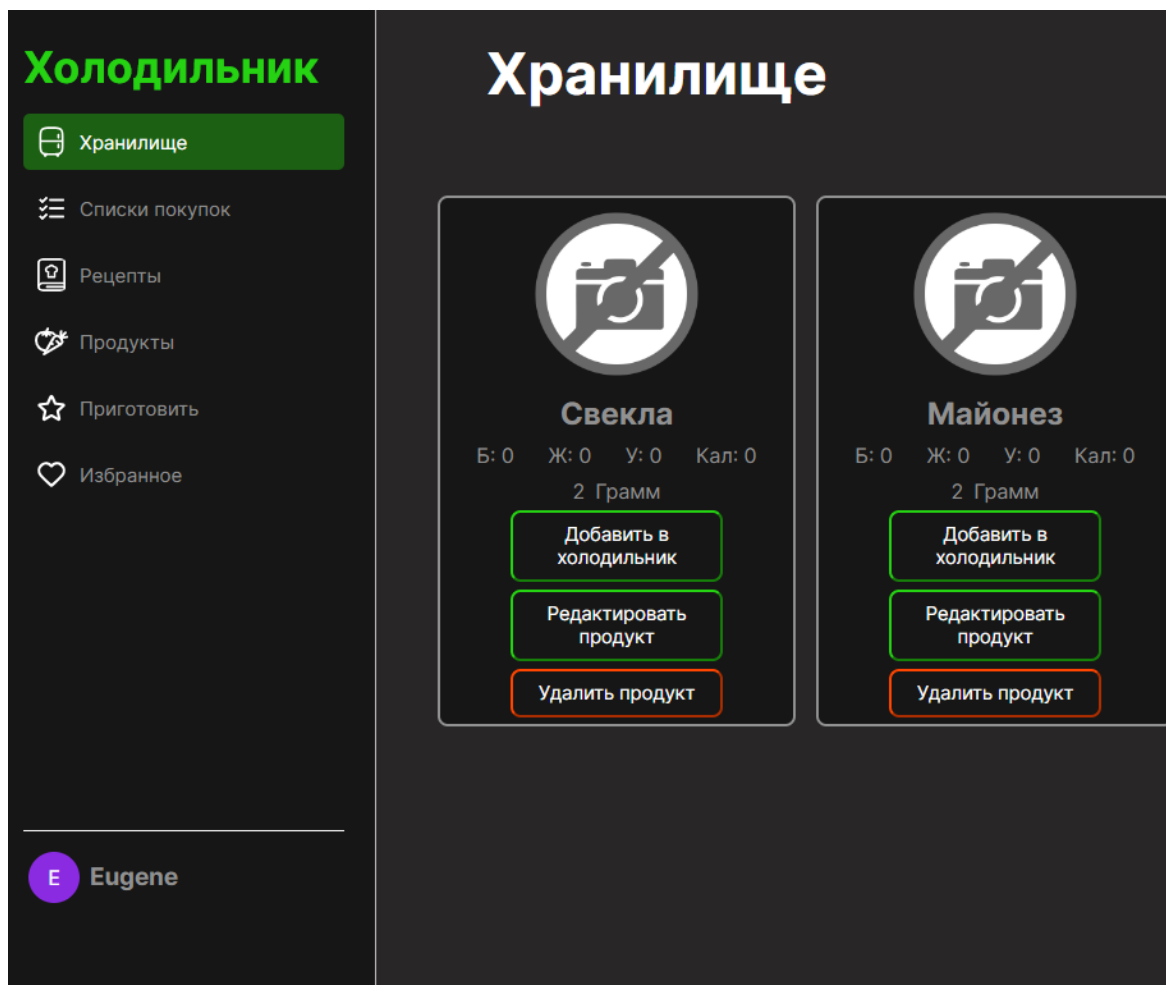 Холодильник
Хранилище
Списки покупок
Рецепты
Продукты
Приготовить
Избранное
E
Eugene
Хранилище
Свекла
Б: 0 Ж: 0 У: 0 Кал: 0
2 Грамм
Добавить в
холодильник
Редактировать
продукт
Удалить продукт
Майонез
Б: 0 Ж: 0 У: 0 Кал: 0
2 Грамм
Добавить в
холодильник
Редактировать
продукт
Удалить продукт